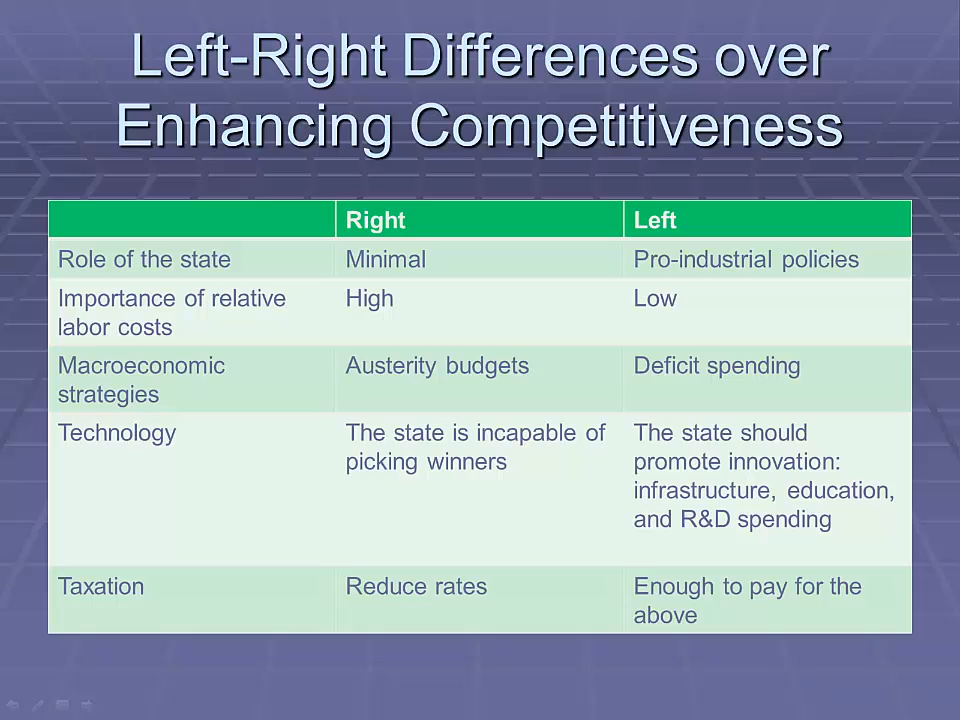 Left-Right Differences over
Enhancing Competitiveness
Right Left
Role of the state Minimal Pro-industrial policies
Importance of relative High Low
labor costs
Macroeconomic Austerity budgets Deficit spending
strategies
Technology The state is incapable of The state should
picking winners promote innovation:
infrastructure, education,
and R&D spending
Taxation Reduce rates Enough to pay for the
above